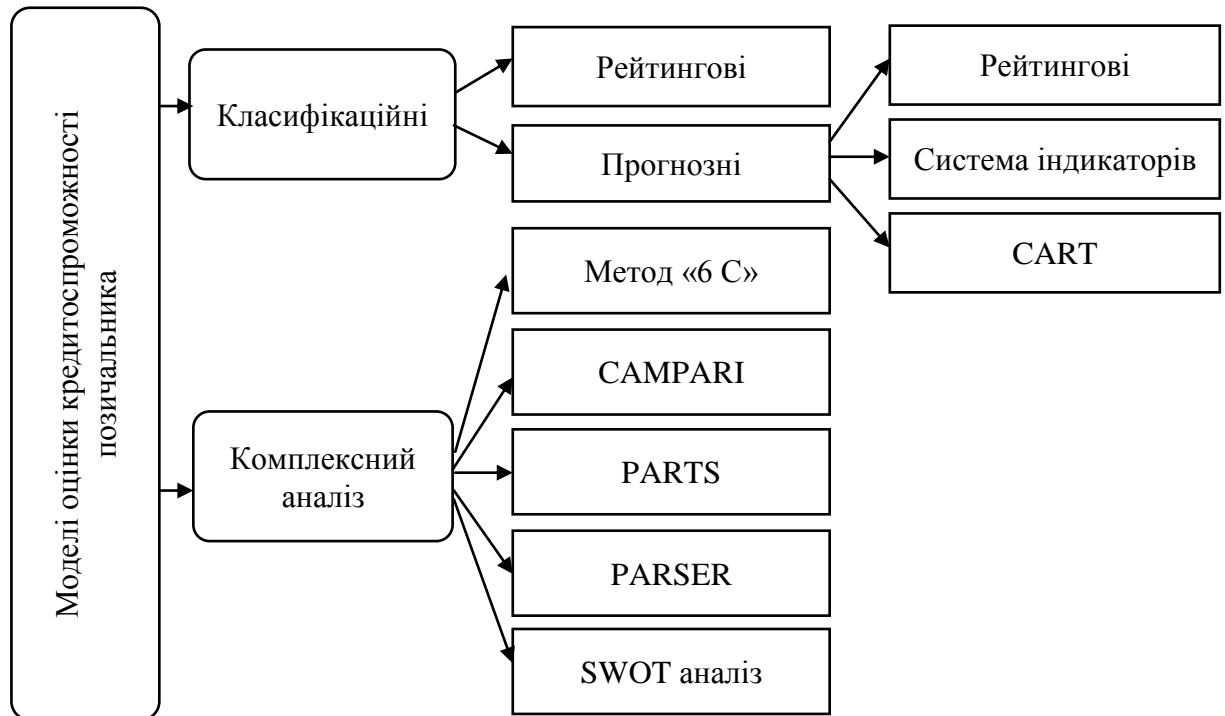 Моделі оцінки кредитоспроможності
позичальника
Класифікаційні
Рейтингові
Прогнозні
Рейтингові
Система індикаторів
CART
Комплексний
аналіз
Метод «6 С»
CAMPARI
PARTS
PARSER
SWOT аналіз